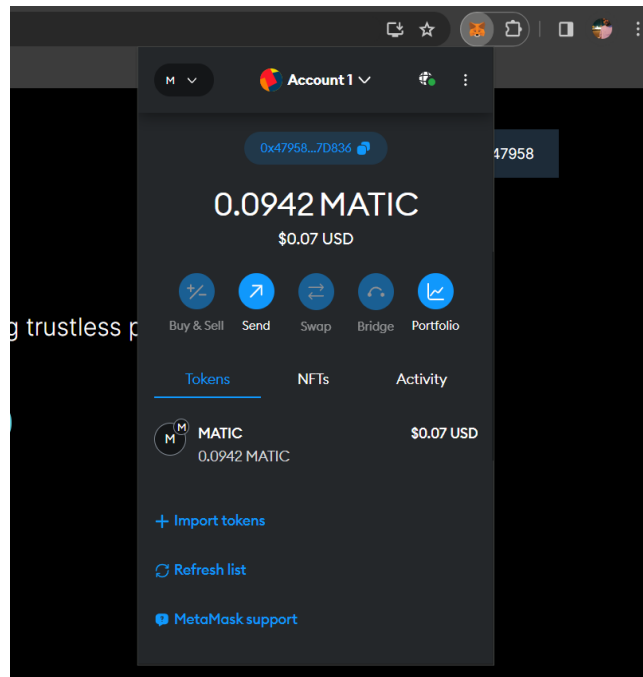 M
Account 1
0x47958...7D836
47958
0.0942 MATIC
$0.07 USD
Buy & Sell
Send
Swap
Bridge
Portfolio
g trustless p
Tokens
NFTs
Activity
M
M
MATIC
$0.07 USD
0.0942 MATIC
+ Import tokens
Refresh list
MetaMask support